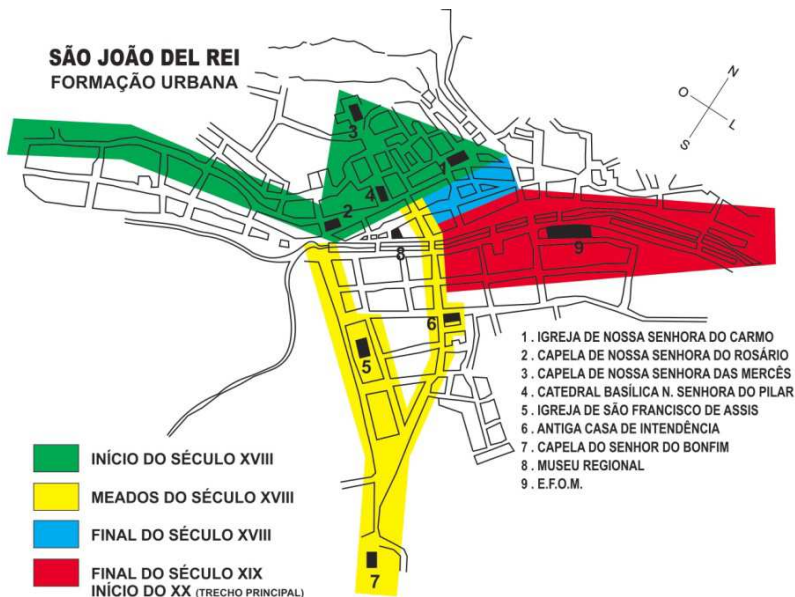 SÃO JOÃO DEL REI
FORMAÇÃO URBANA
N
O
L
S
3
1
4
2
8
9
6
5
7
1 . IGREJA DE NOSSA SENHORA DO CARMO
2 . CAPELA DE NOSSA SENHORA DO ROSÁRIO
3 . CAPELA DE NOSSA SENHORA DAS MERCÊS
4 . CATEDRAL BASÍLICA N. SENHORA DO PILAR
5 . IGREJA DE SÃO FRANCISCO DE ASSIS
6 . ANTIGA CASA DE INTENDÊNCIA
7 . CAPELA DO SENHOR DO BONFIM
8 . MUSEU REGIONAL
9 . E.F.O.M.
INÍCIO DO SÉCULO XVIII
MEADOS DO SÉCULO XVIII
FINAL DO SÉCULO XVIII
FINAL DO SÉCULO XIX
INÍCIO DO XX (TRECHO PRINCIPAL)